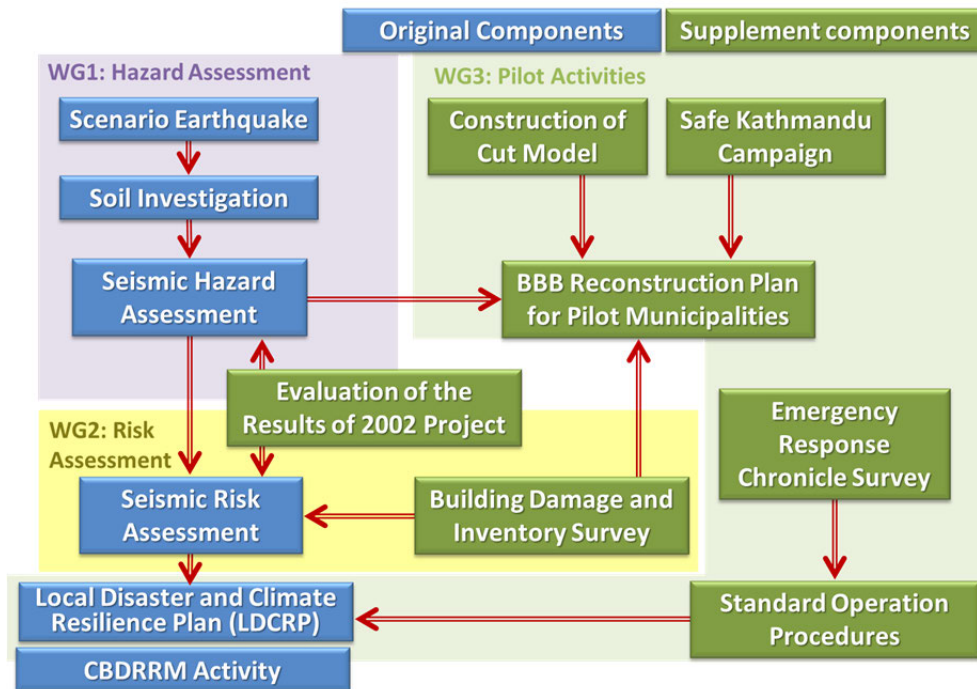 Original Components
Supplement components
WG1: Hazard Assessment
WG3: Pilot Activities
Scenario Earthquake
Construction of
Cut Model
Safe Kathmandu
Campaign
Soil Investigation
Seismic Hazard
Assessment
BBB Reconstruction Plan
for Pilot Municipalities
Evaluation of the
Results of 2002 Project
WG2: Risk
Assessment
Emergency
Response
Chronicle Survey
Seismic Risk
Assessment
Building Damage and
Inventory Survey
Local Disaster and Climate
Resilience Plan (LDCRP)
Standard Operation
Procedures
CBDRRM Activity